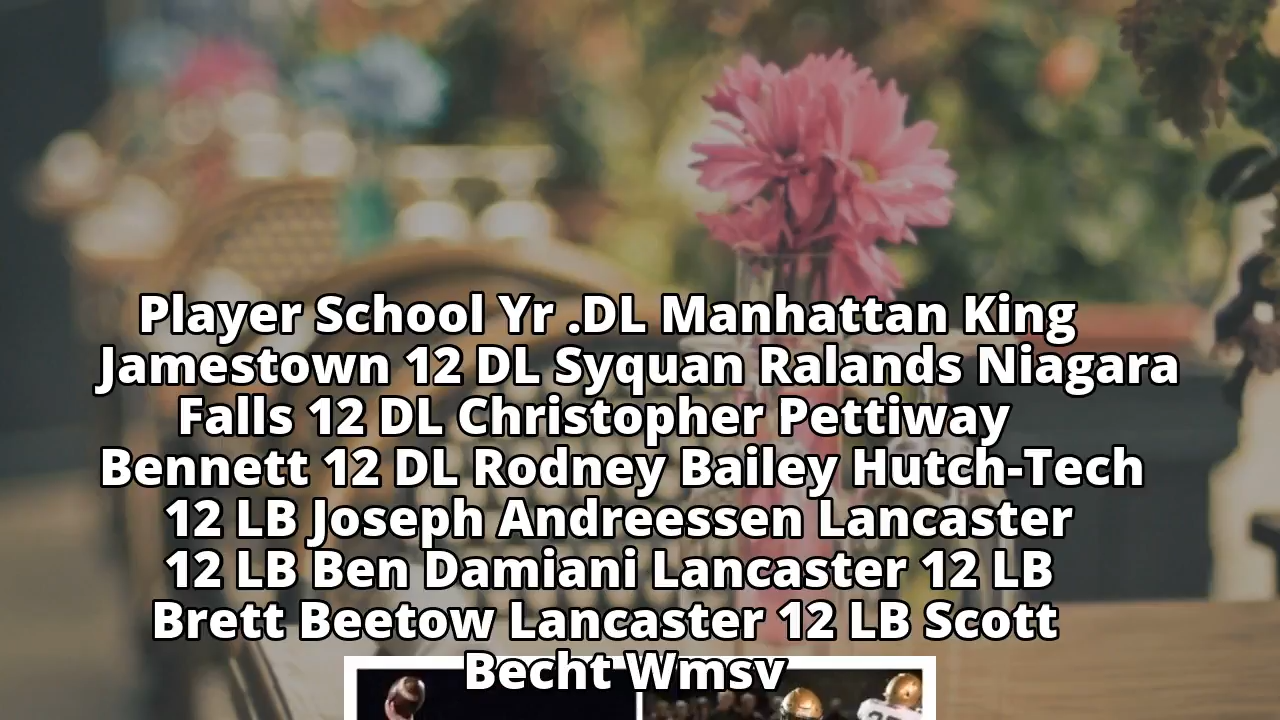 Player School Yr .DL Manhattan King
Jamestown 12 DL Syquan Ralands Niagara
Falls 12 DL Christopher Pettiway
Bennett 12 DL Rodney Bailey Hutch-Tech
12 LB Joseph Andreessen Lancaster
12 LB Ben Damiani Lancaster 12 LB
Brett Beetow Lancaster 12 LB Scott
Becht Wmsv